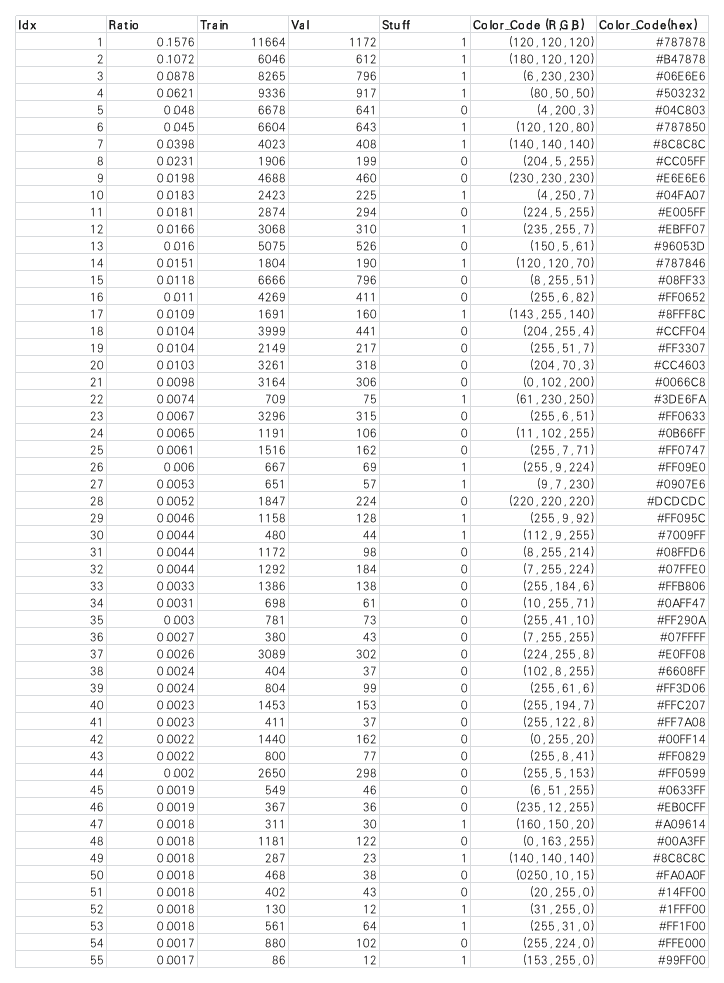 Idx Ratio Train Val Stuff Color_Code (R,G,B) Color_Code(hex)
1 0.1576 11664 1172 1 (120,120,120) #787878
2 0.1072 6046 612 1 (180,120,120) #B47878
3 0.0878 8265 796 1 (6,230,230) #06E6E6
4 0.0621 9336 917 1 (80,50,50) #503232
5 0.048 6678 641 0 (4,200,3) #04C803
6 0.045 6604 643 1 (120,120,80) #787850
7 0.0398 4023 408 1 (140,140,140) #8C8C8C
8 0.0231 1906 199 0 (204,5,255) #CC05FF
9 0.0198 4688 460 0 (230,230,230) #E6E6E6
10 0.0183 2423 225 1 (4,250,7) #04FA07
11 0.0181 2874 294 0 (224,5,255) #E005FF
12 0.0166 3068 310 1 (235,255,7) #EBFF07
13 0.016 5075 526 0 (150,5,61) #96053D
14 0.0151 1804 190 1 (120,120,70) #787846
15 0.0118 6666 796 0 (8,255,51) #08FF33
16 0.011 4269 411 0 (255,6,82) #FF0652
17 0.0109 1691 160 1 (143,255,140) #8FFF8C
18 0.0104 3999 441 0 (204,255,4) #CCFF04
19 0.0104 2149 217 0 (255,51,7) #FF3307
20 0.0103 3261 318 0 (204,70,3) #CC4603
21 0.0098 3164 306 0 (0,102,200) #0066C8
22 0.0074 709 75 1 (61,230,250) #3DE6FA
23 0.0067 3296 315 0 (255,6,51) #FF0633
24 0.0065 1191 106 0 (11,102,255) #0B66FF
25 0.0061 1516 162 0 (255,7,71) #FF0747
26 0.006 667 69 1 (255,9,224) #FF09E0
27 0.0053 651 57 1 (9,7,230) #0907E6
28 0.0052 1847 224 0 (220,220,220) #DCDCDC
29 0.0046 1158 128 1 (255,9,92) #FF095C
30 0.0044 480 44 1 (112,9,255) #7009FF
31 0.0044 1172 98 0 (8,255,214) #08FFD6
32 0.0044 1292 184 0 (7,255,224) #07FFE0
33 0.0033 1386 138 0 (255,184,6) #FFB806
34 0.0031 698 61 0 (10,255,71) #0AFF47
35 0.003 781 73 0 (255,41,10) #FF290A
36 0.0027 380 43 0 (7,255,255) #07FFFF
37 0.0026 3089 302 0 (224,255,8) #E0FF08
38 0.0024 404 37 0 (102,8,255) #6608FF
39 0.0024 804 99 0 (255,61,6) #FF3D06
40 0.0023 1453 153 0 (255,194,7) #FFC207
41 0.0023 411 37 0 (255,122,8) #FF7A08
42 0.0022 1440 162 0 (0,255,20) #00FF14
43 0.0022 800 77 0 (255,8,41) #FF0829
44 0.002 2650 298 0 (255,5,153) #FF0599
45 0.0019 549 46 0 (6,51,255) #0633FF
46 0.0019 367 36 0 (235,12,255) #EB0CFF
47 0.0018 311 30 1 (160,150,20) #A09614
48 0.0018 1181 122 0 (0,163,255) #00A3FF
49 0.0018 287 23 1 (140,140,140) #8C8C8C
50 0.0018 468 38 0 (0250,10,15) #FA0A0F
51 0.0018 402 43 0 (20,255,0) #14FF00
52 0.0018 130 12 1 (31,255,0) #1FFF00
53 0.0018 561 64 1 (255,31,0) #FF1F00
54 0.0017 880 102 0 (255,224,0) #FFE000
55 0.0017 86 12 1 (153,255,0) #99FF00